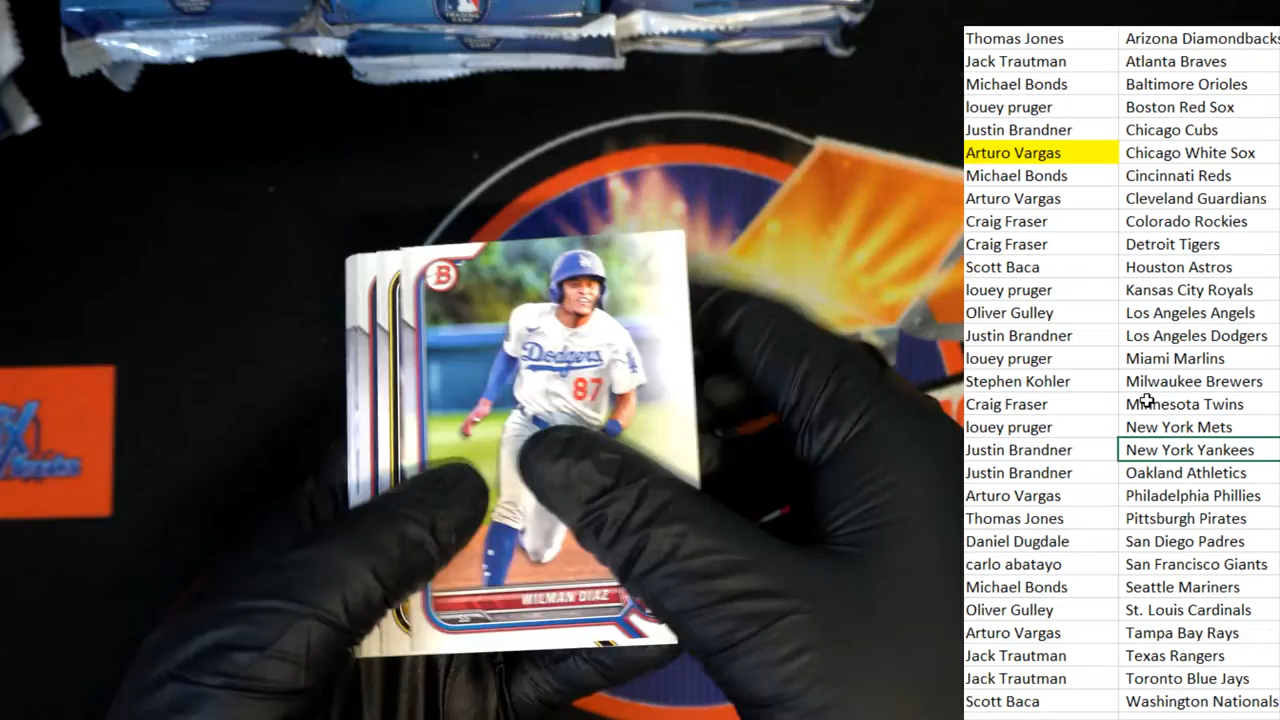 TRADING CARD
B
Dodgers
87
WILMAN DIAZ
SS
Breaks
Thomas Jones Arizona Diamondbacks
Jack Trautman Atlanta Braves
Michael Bonds Baltimore Orioles
louey pruger Boston Red Sox
Justin Brandner Chicago Cubs
Arturo Vargas Chicago White Sox
Michael Bonds Cincinnati Reds
Arturo Vargas Cleveland Guardians
Craig Fraser Colorado Rockies
Craig Fraser Detroit Tigers
Scott Baca Houston Astros
louey pruger Kansas City Royals
Oliver Gulley Los Angeles Angels
Justin Brandner Los Angeles Dodgers
louey pruger Miami Marlins
Stephen Kohler Milwaukee Brewers
Craig Fraser Minnesota Twins
louey pruger New York Mets
Justin Brandner New York Yankees
Justin Brandner Oakland Athletics
Arturo Vargas Philadelphia Phillies
Thomas Jones Pittsburgh Pirates
Daniel Dugdale San Diego Padres
carlo abatayo San Francisco Giants
Michael Bonds Seattle Mariners
Oliver Gulley St. Louis Cardinals
Arturo Vargas Tampa Bay Rays
Jack Trautman Texas Rangers
Jack Trautman Toronto Blue Jays
Scott Baca Washington Nationals